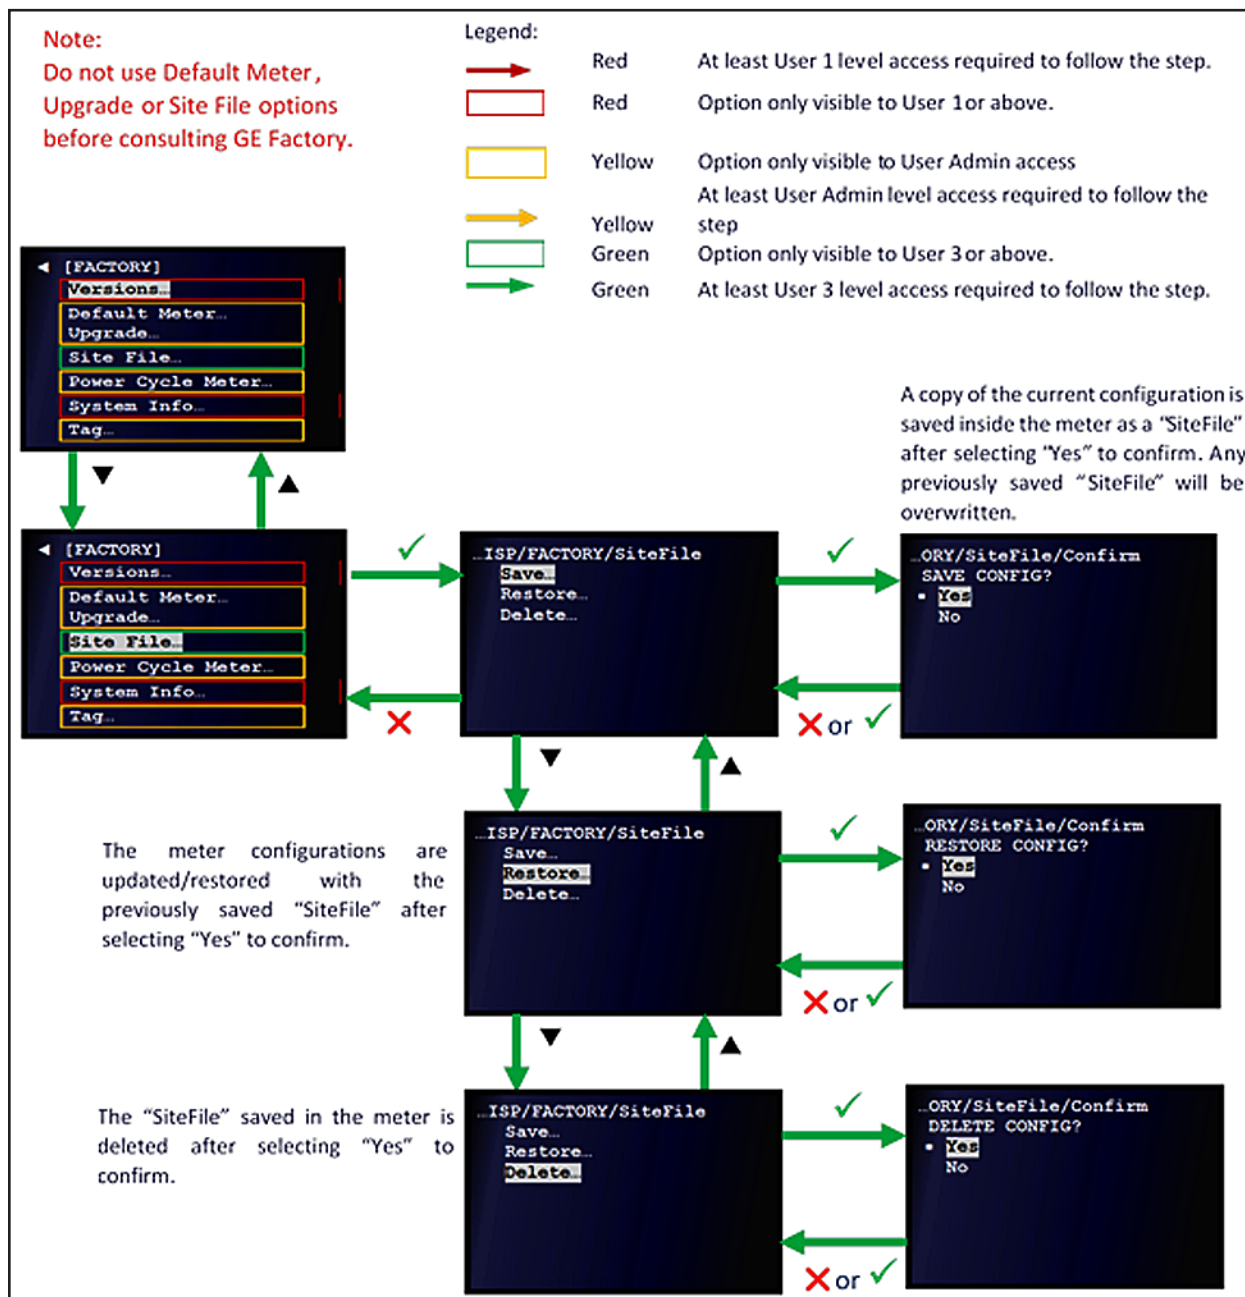 Note:
Do not use Default Meter,
Upgrade or Site File options
before consulting GE Factory.
Legend:
Red At least User 1 level access required to follow the step.
Red Option only visible to User 1 or above.
Yellow Option only visible to User Admin access
At least User Admin level access required to follow the
Yellow step
Green Option only visible to User 3 or above.
Green At least User 3 level access required to follow the step.
◄ [FACTORY]
Versions…
Default Meter…
Upgrade…
Site File…
Power Cycle Meter…
System Info…
Tag…
▼ ▲
A copy of the current configuration is
saved inside the meter as a "SiteFile"
after selecting "Yes" to confirm. Any
previously saved "SiteFile" will be
overwritten.
◄ [FACTORY]
Versions…
Default Meter…
Upgrade…
Site File…
Power Cycle Meter…
System Info…
Tag…
✓
✗
…ISP/FACTORY/SiteFile
Save…
Restore…
Delete…
✓
✗ or ✓
…ORY/SiteFile/Confirm
SAVE CONFIG?
▪ Yes
No
▼ ▲
The meter configurations are
updated/restored with the
previously saved "SiteFile" after
selecting "Yes" to confirm.
…ISP/FACTORY/SiteFile
Save…
Restore…
Delete…
✓
✗ or ✓
…ORY/SiteFile/Confirm
RESTORE CONFIG?
▪ Yes
No
▼ ▲
The "SiteFile" saved in the meter is
deleted after selecting "Yes" to
confirm.
…ISP/FACTORY/SiteFile
Save…
Restore…
Delete…
✓
✗ or ✓
…ORY/SiteFile/Confirm
DELETE CONFIG?
▪ Yes
No